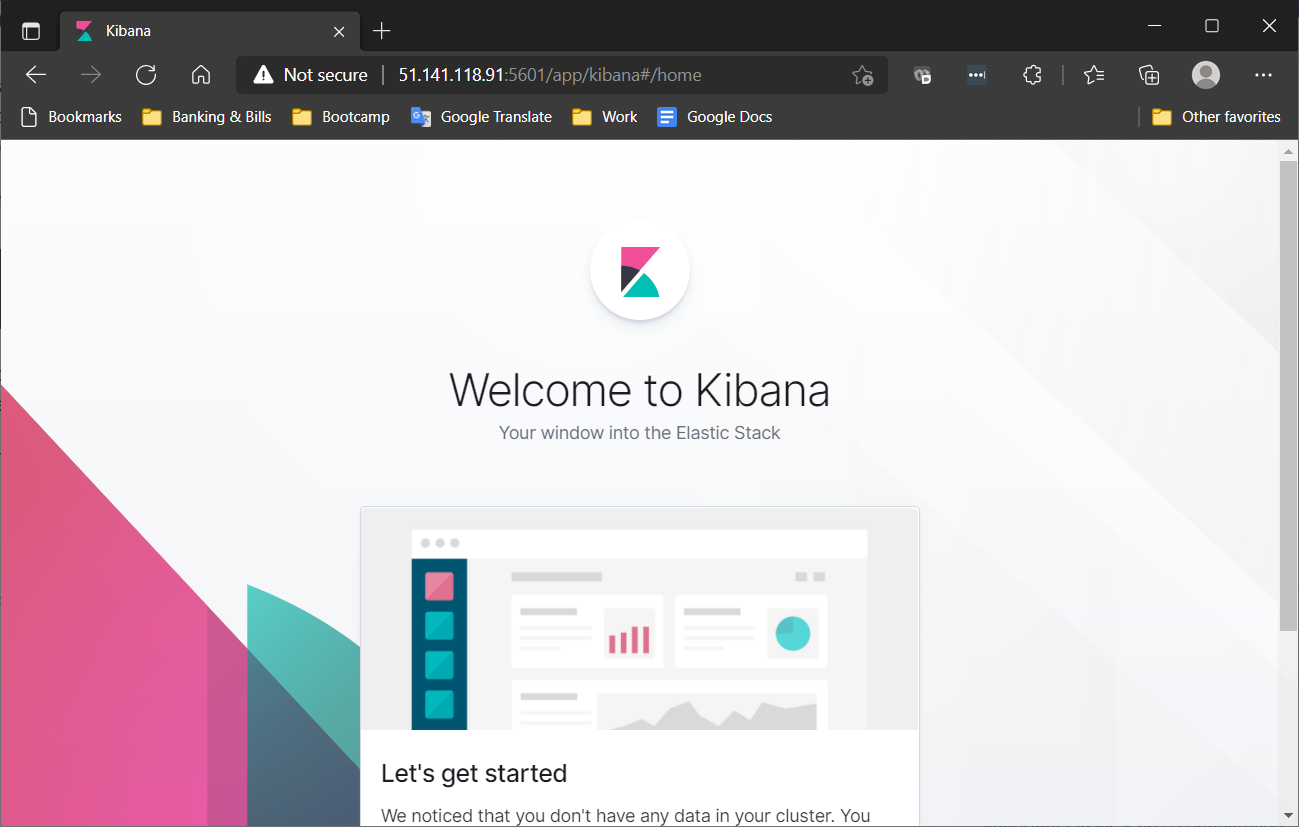 Kibana
Not secure 51.141.118.91:5601/app/kibana#/home
Bookmarks Banking & Bills Bootcamp Google Translate Work Google Docs Other favorites
Welcome to Kibana
Your window into the Elastic Stack
Let's get started
We noticed that you don't have any data in your cluster. You